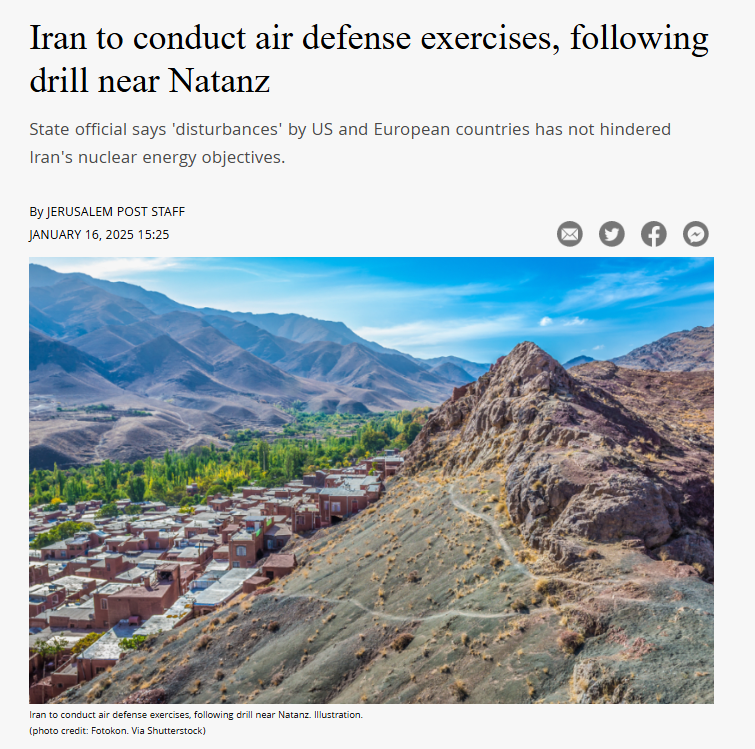 Iran to conduct air defense exercises, following
drill near Natanz
State official says 'disturbances' by US and European countries has not hindered
Iran's nuclear energy objectives.
By JERUSALEM POST STAFF
JANUARY 16, 2025 15:25
Iran to conduct air defense exercises, following drill near Natanz. Illustration.
(photo credit: Fotokon. Via Shutterstock)